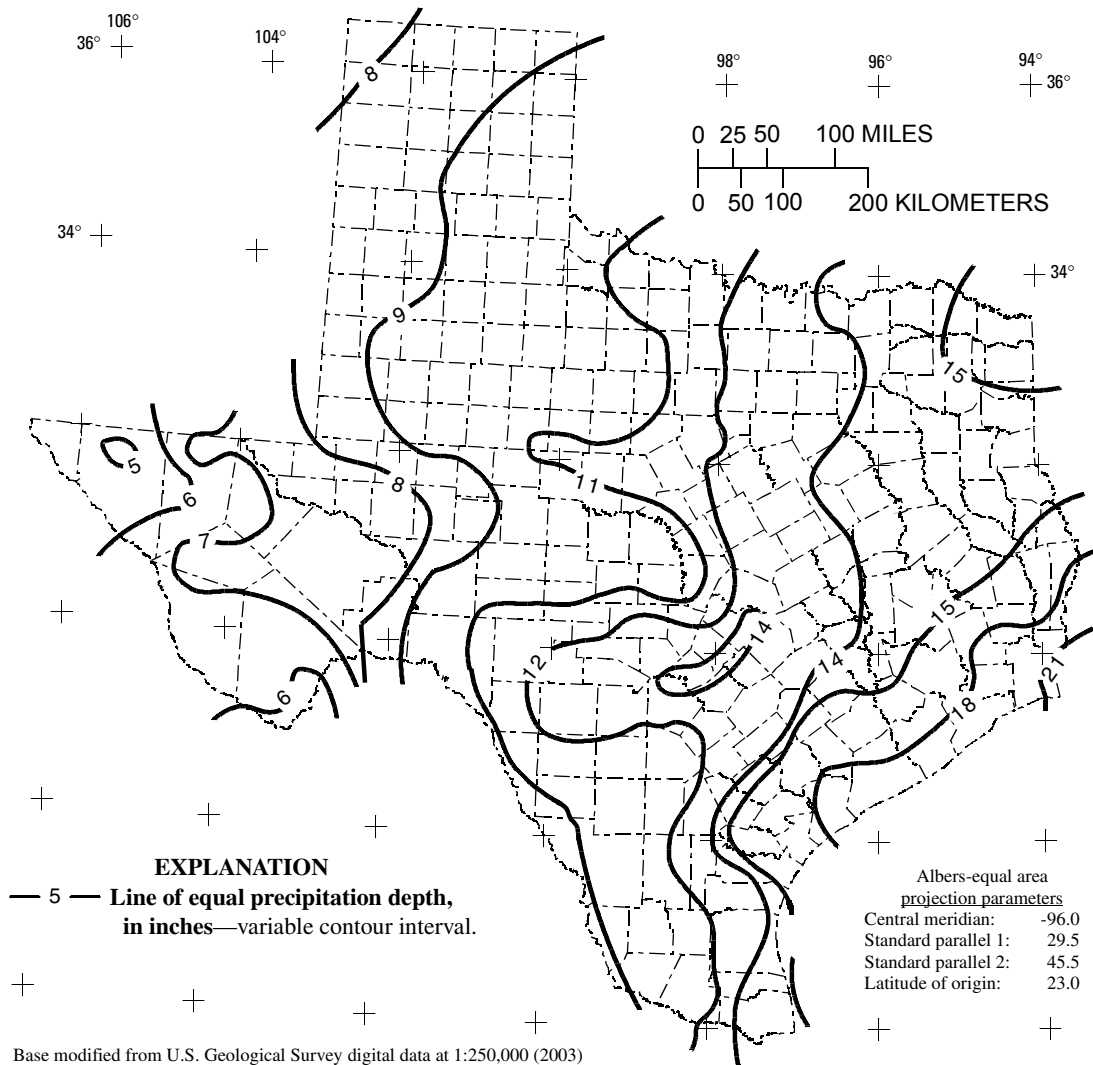 106°
36°
104°
98°
96°
94°
36°
8
0 25 50 100 MILES
0 50 100 200 KILOMETERS
34°
34°
9
15
5
6
8
11
7
15
14
14
12
21
6
18
EXPLANATION
5 Line of equal precipitation depth,
in inches—variable contour interval.
Albers-equal area
projection parameters
Central meridian: -96.0
Standard parallel 1: 29.5
Standard parallel 2: 45.5
Latitude of origin: 23.0
Base modified from U.S. Geological Survey digital data at 1:250,000 (2003)